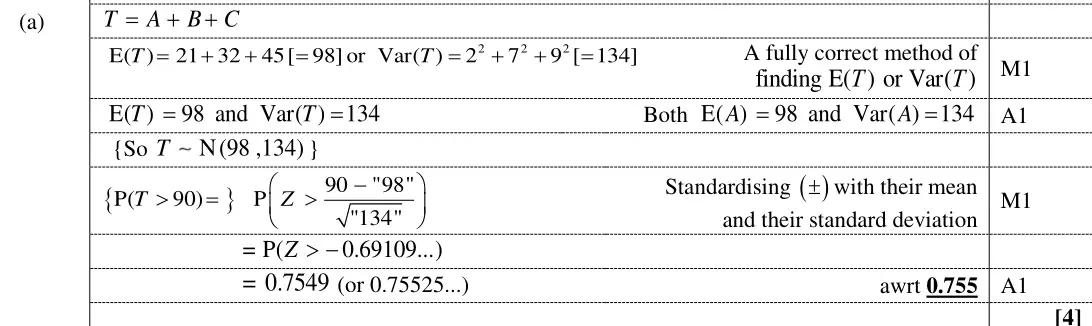 (a) T = A + B + C
E(T) = 21 + 32 + 45 [= 98] or Var(T) = 2² + 7² + 9² [= 134] A fully correct method of
finding E(T) or Var(T) M1
E(T) = 98 and Var(T) = 134 Both E(A) = 98 and Var(A) = 134 A1
{So T ~ N(98 ,134) }
{P(T > 90) = } P(Z > (90 − "98")/√"134") Standardising (±) with their mean
and their standard deviation M1
= P(Z > −0.69109...)
= 0.7549 (or 0.75525...) awrt 0.755 A1
[4]